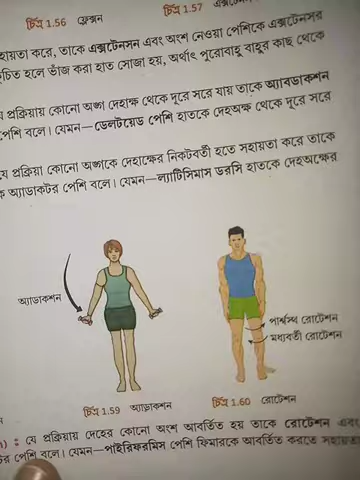 চিত্র 1.56 ফ্লেক্সন
চিত্র 1.57
হায়তা করে, তাকে এক্সটেনসন এবং অংশ নেওয়া পেশিকে এক্সটেনসর
চিত হলে ভাঁজ করা হাত সোজা হয়, অর্থাৎ পুরোবাহু বাহুর কাছ থেকে
প্রক্রিয়ায় কোনো অঙ্গ দেহাক্ষ থেকে দূরে সরে যায় তাকে অ্যাবডাকশন
পেশি বলে। যেমন—ডেলটয়েড পেশি হাতকে দেহঅক্ষ থেকে দূরে সরে
যে প্রক্রিয়া কোনো অঙ্গকে দেহাক্ষের নিকটবর্তী হতে সহায়তা করে তাকে
ক অ্যাডাকটর পেশি বলে। যেমন—ল্যাটিসিমাস ডরসি হাতকে দেহঅক্ষের
অ্যাডাকশন
পার্শ্বস্থ রোটেশন
মধ্যবর্তী রোটেশন
চিত্র 1.59 অ্যাডাকশন
চিত্র 1.60 রোটেশন
n) : যে প্রক্রিয়ায় দেহের কোনো অংশ আবর্তিত হয় তাকে রোটেশন এবং
টর পেশি বলে। যেমন—পাইরিফরমিস পেশি ফিমারকে আবর্তিত করতে সহায়তা